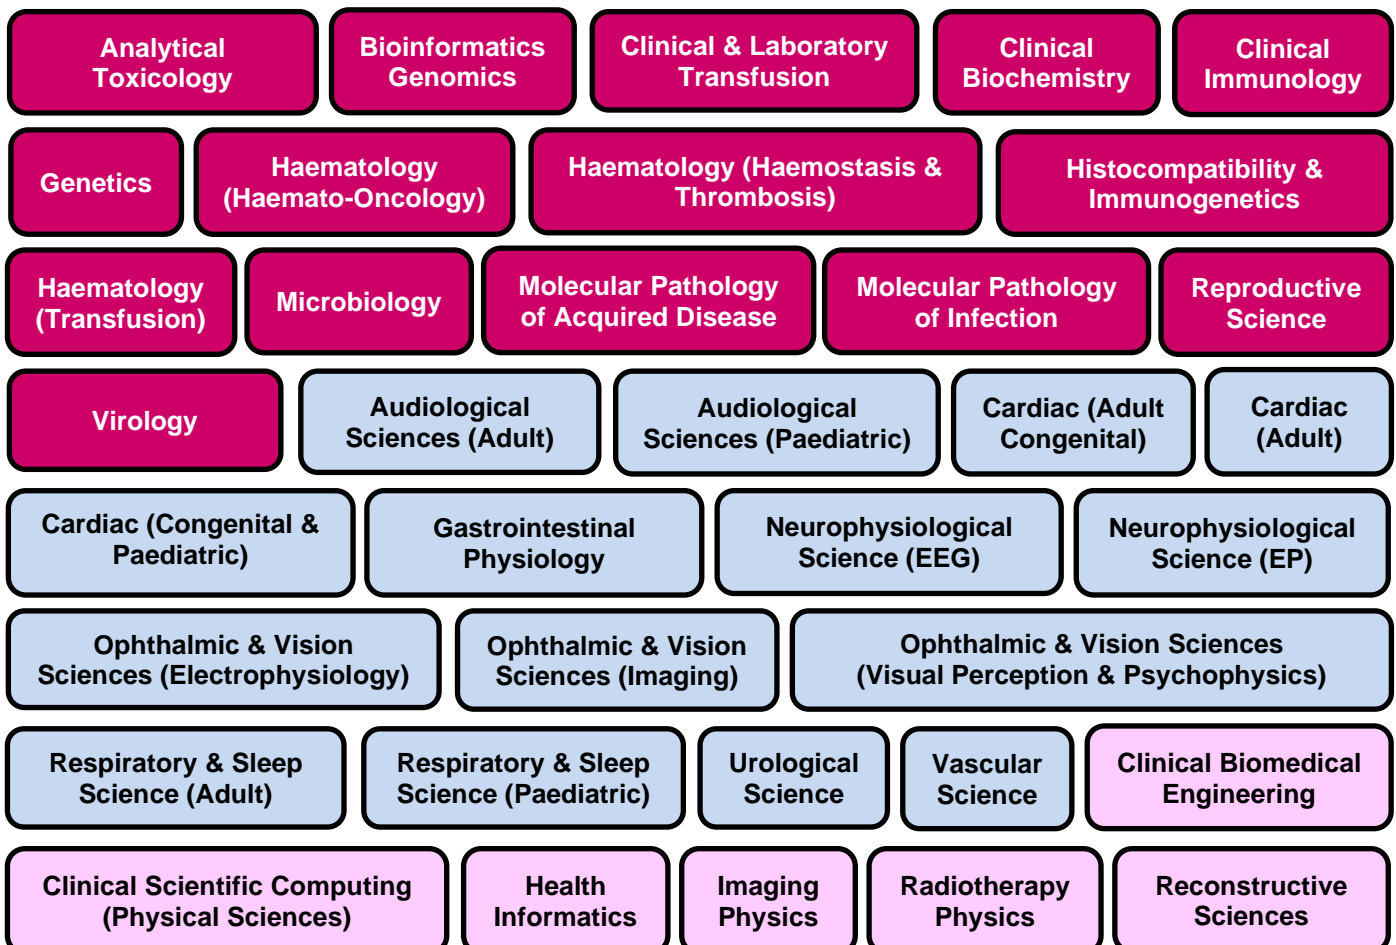 Analytical
Toxicology
Bioinformatics
Genomics
Clinical & Laboratory
Transfusion
Clinical
Biochemistry
Clinical
Immunology
Genetics
Haematology
(Haemato-Oncology)
Haematology (Haemostasis &
Thrombosis)
Histocompatibility &
Immunogenetics
Haematology
(Transfusion)
Microbiology
Molecular Pathology
of Acquired Disease
Molecular Pathology
of Infection
Reproductive
Science
Virology
Audiological
Sciences (Adult)
Audiological
Sciences (Paediatric)
Cardiac (Adult
Congenital)
Cardiac
(Adult)
Cardiac (Congenital &
Paediatric)
Gastrointestinal
Physiology
Neurophysiological
Science (EEG)
Neurophysiological
Science (EP)
Ophthalmic & Vision
Sciences (Electrophysiology)
Ophthalmic & Vision
Sciences (Imaging)
Ophthalmic & Vision Sciences
(Visual Perception & Psychophysics)
Respiratory & Sleep
Science (Adult)
Respiratory & Sleep
Science (Paediatric)
Urological
Science
Vascular
Science
Clinical Biomedical
Engineering
Clinical Scientific Computing
(Physical Sciences)
Health
Informatics
Imaging
Physics
Radiotherapy
Physics
Reconstructive
Sciences